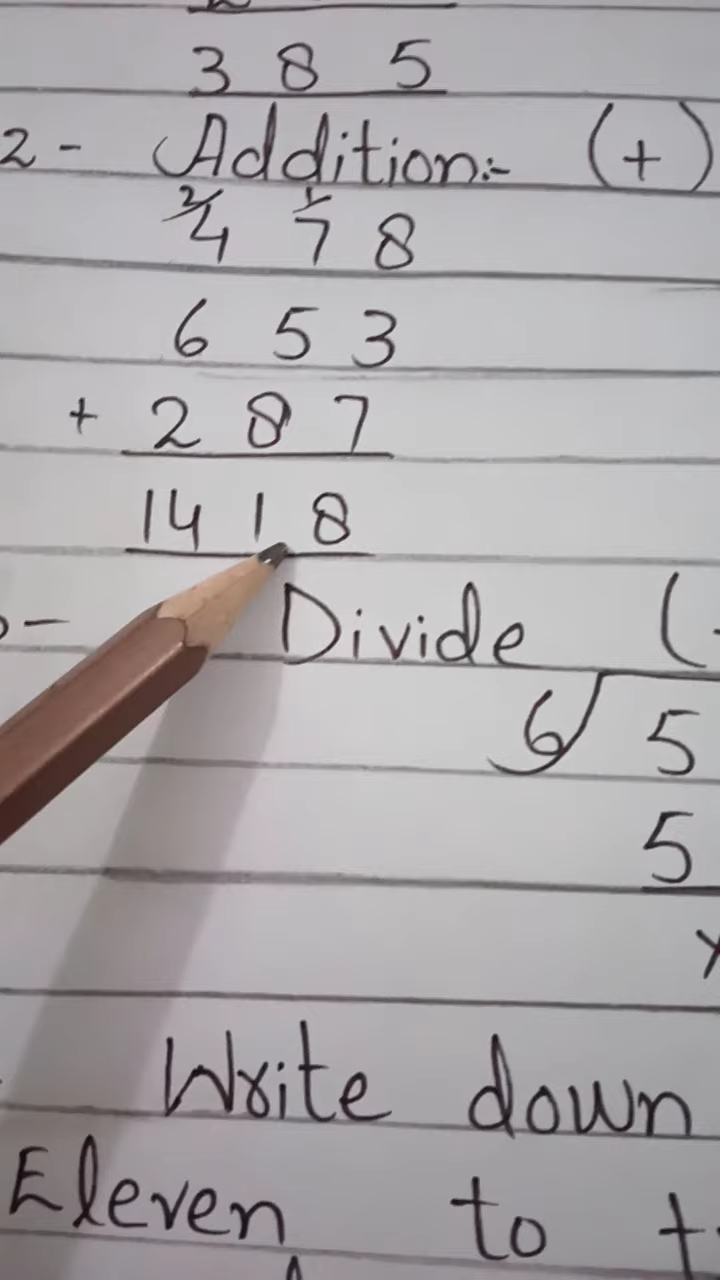 3 8 5
2- Addition:- (+)
2 1
4 7 8
6 5 3
+ 2 8 7
14 1 8
Divide (
6 5
5
Write down
Eleven to